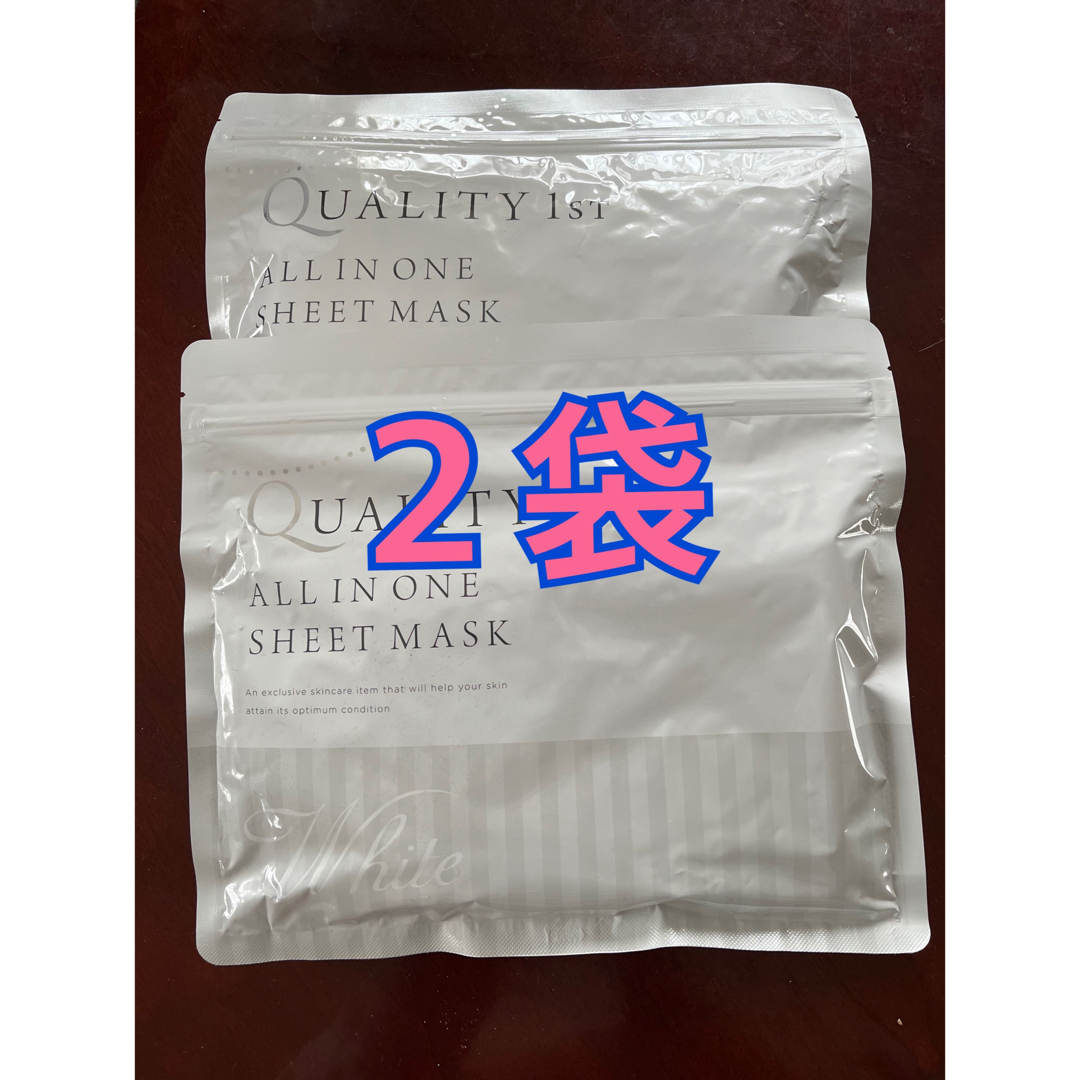 QUALITY 1ST
ALL IN ONE
SHEET MASK
2袋
QUALITY
ALL IN ONE
SHEET MASK
An exclusive skincare item that will help your skin
attain its optimum condition
White